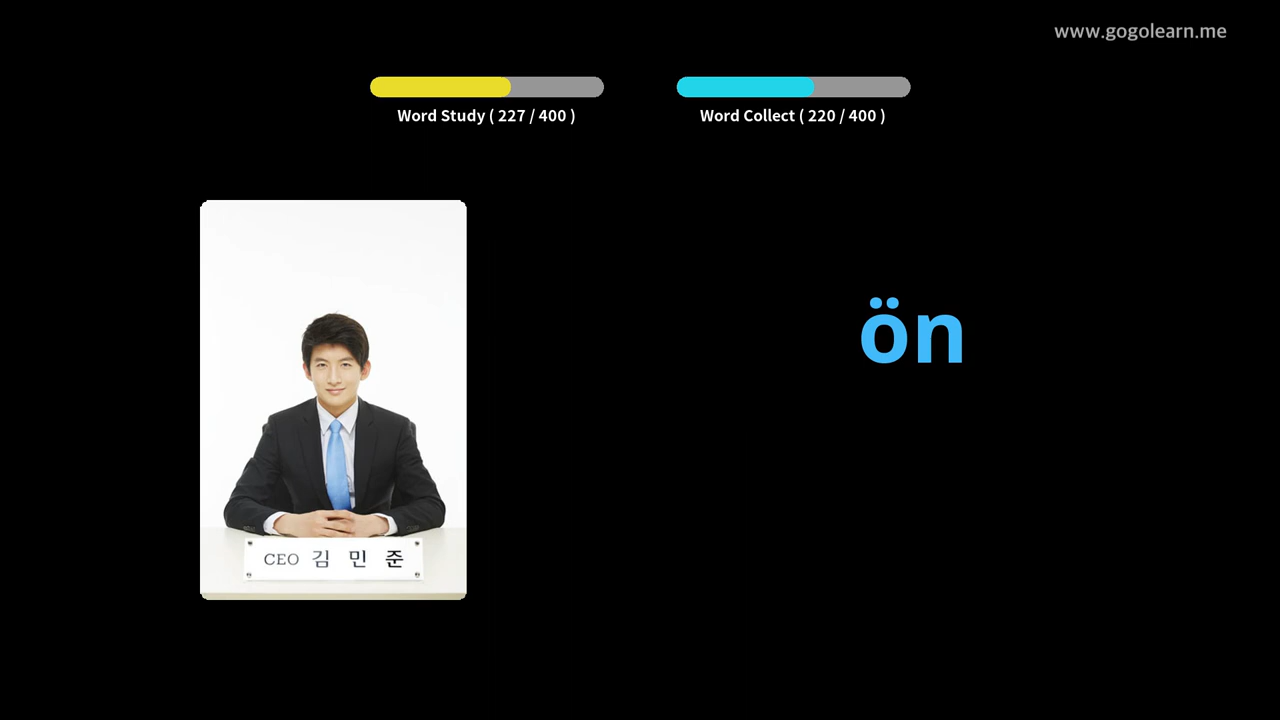 www.gogolearn.me
Word Study ( 227 / 400 )
Word Collect ( 220 / 400 )
ön
CEO 김 민 준